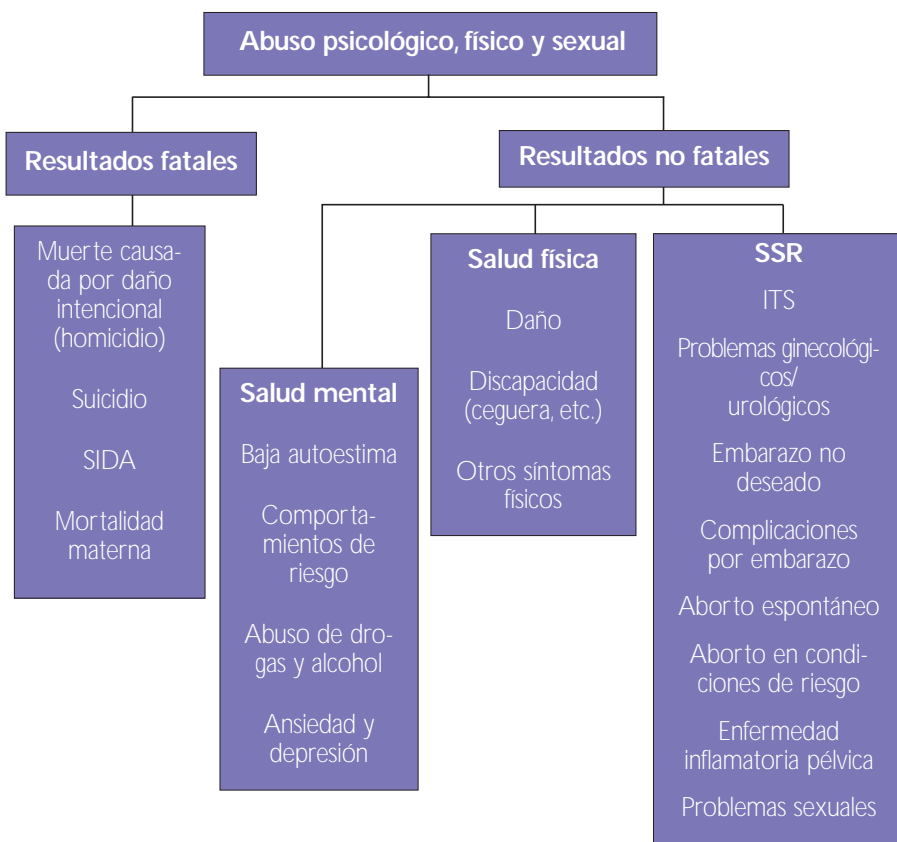 Abuso psicológico, físico y sexual
Resultados fatales
Muerte causa-
da por daño
intencional
(homicidio)
Suicidio
SIDA
Mortalidad
materna
Resultados no fatales
Salud mental
Baja autoestima
Comporta-
mientos de
riesgo
Abuso de dro-
gas y alcohol
Ansiedad y
depresión
Salud física
Daño
Discapacidad
(ceguera, etc.)
Otros síntomas
físicos
SSR
ITS
Problemas ginecológi-
cos/
urológicos
Embarazo no
deseado
Complicaciones
por embarazo
Aborto espontáneo
Aborto en condi-
ciones de riesgo
Enfermedad
inflamatoria pélvica
Problemas sexuales